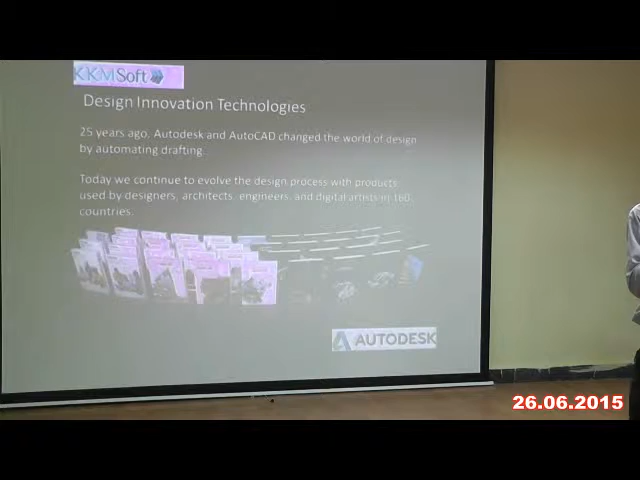 KKMSoft
Design Innovation Technologies
25 years ago, Autodesk and AutoCAD changed the world of design
by automating drafting.
Today we continue to evolve the design process with products
used by designers, architects, engineers, and digital artists in 160
countries.
AUTODESK
26.06.2015